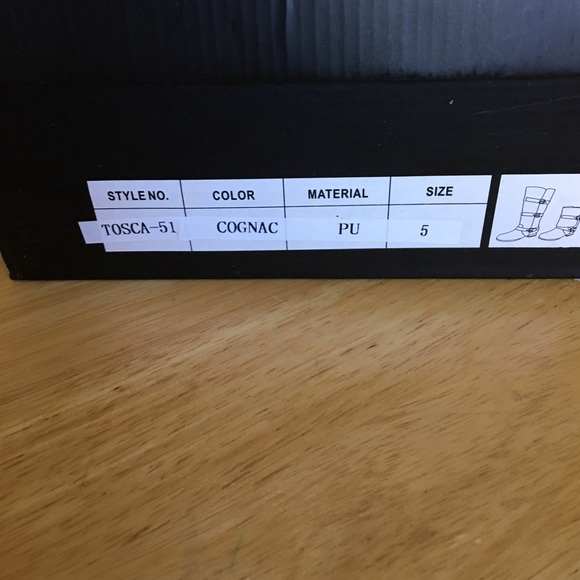 STYLE NO. COLOR MATERIAL SIZE
TOSCA-51 COGNAC PU 5